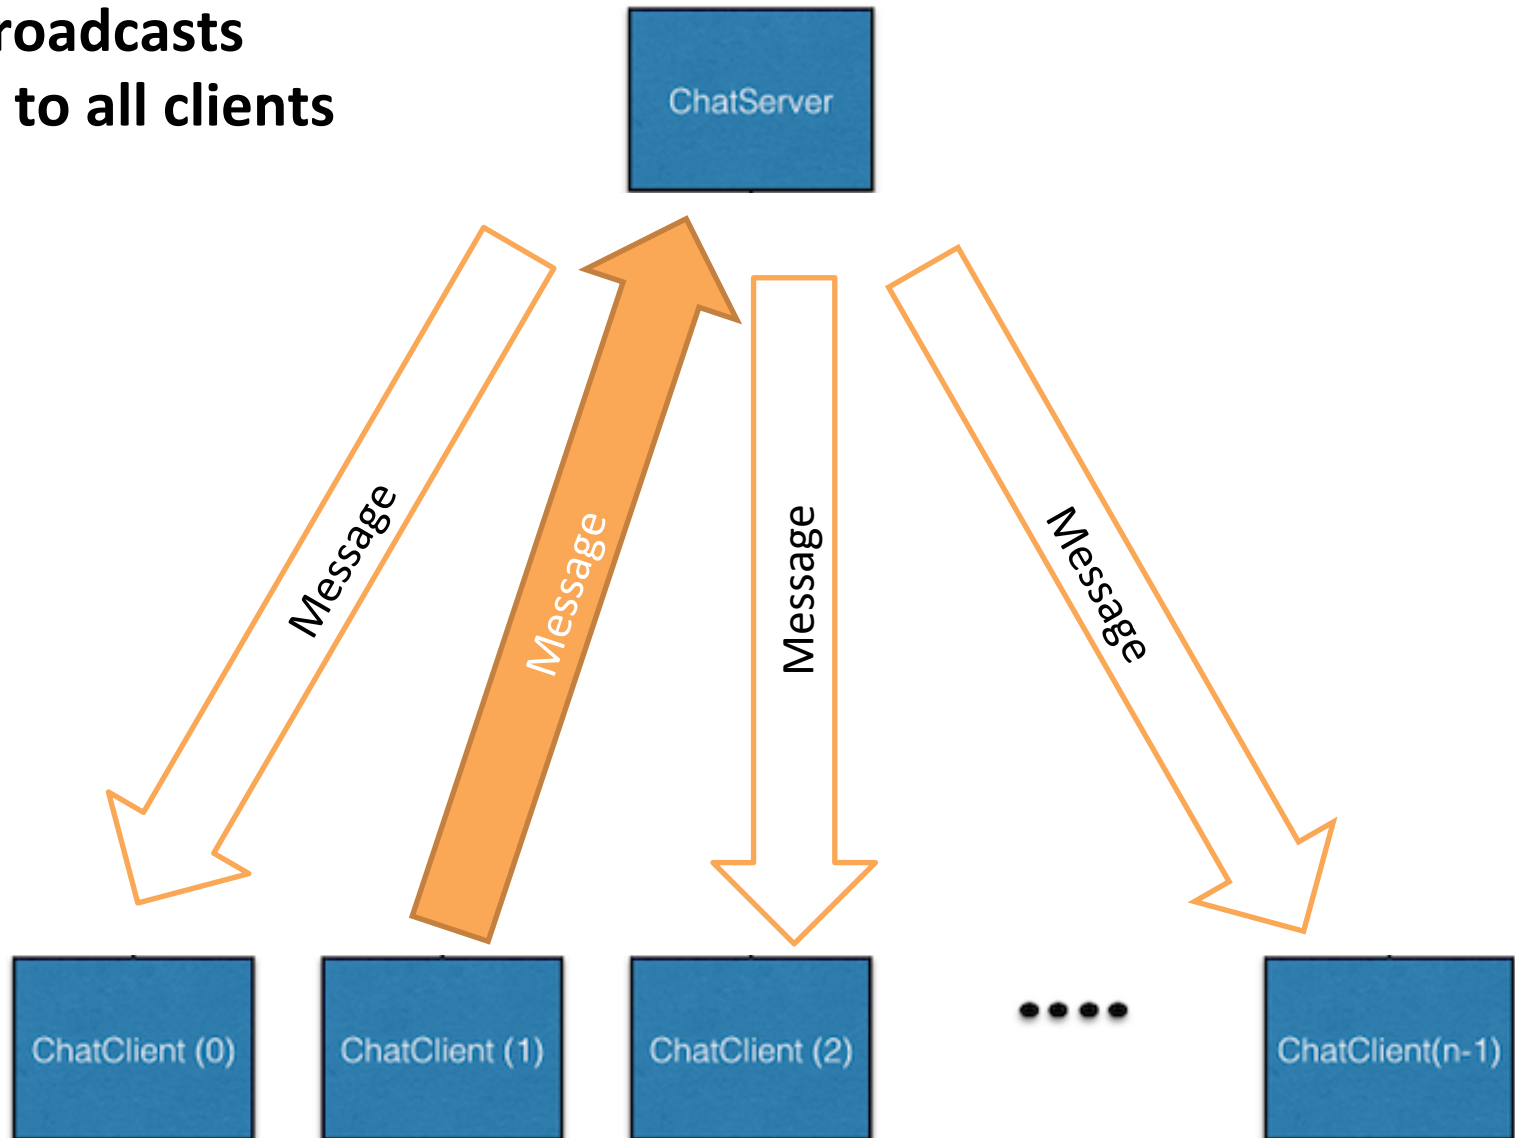 roadcasts
to all clients
ChatServer
Message
Message
Message
Message
ChatClient (0)
ChatClient (1)
ChatClient (2)
ChatClient(n-1)